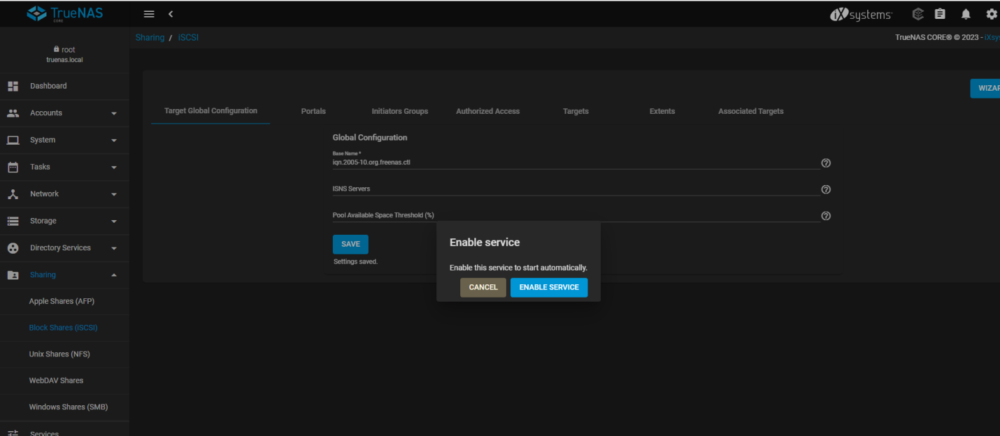 TrueNAS
CORE
iXsystems
Sharing / iSCSI
TrueNAS CORE® © 2023 -
root
truenas.local
Dashboard
Accounts
System
Tasks
Network
Storage
Directory Services
Sharing
Apple Shares (AFP)
Block Shares (iSCSI)
Unix Shares (NFS)
WebDAV Shares
Windows Shares (SMB)
Services
Target Global Configuration
Portals
Initiators Groups
Authorized Access
Targets
Extents
Associated Targets
Global Configuration
Base Name *
iqn.2005-10.org.freenas.ctl
ISNS Servers
Pool Available Space Threshold (%)
SAVE
Settings saved.
Enable service
Enable this service to start automatically.
CANCEL
ENABLE SERVICE